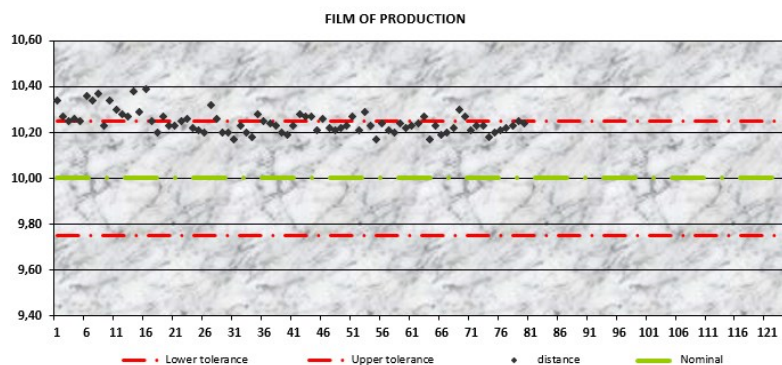 FILM OF PRODUCTION
10,60
10,40
10,20
10,00
9,80
9,60
9,40
1 6 11 16 21 26 31 36 41 46 51 56 61 66 71 76 81 86 91 96 101 106 111 116 121
Lower tolerance Upper tolerance distance Nominal